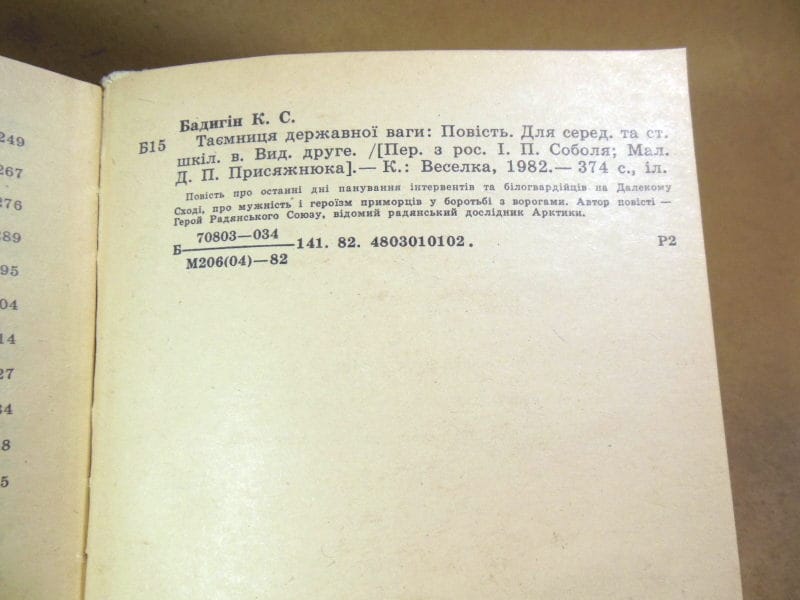 249
267
276
289
295
04
14
27
34
8
5
Бадигін К. С.
Б15
Таємниця державної ваги: Повість. Для серед. та ст.
шкіл. в. Вид. друге. /[Пер. з рос. І. П. Соболя; Мал.
Д. П. Присяжнюка].— К.: Веселка, 1982.— 374 с., іл.
Повість про останні дні панування інтервентів та білогвардійців на Далекому
Сході, про мужність і героїзм приморців у боротьбі з ворогами. Автор повісті —
Герой Радянського Союзу, відомий радянський дослідник Арктики.
70803—034
Б 141. 82. 4803010102.
М206(04)—82
Р2